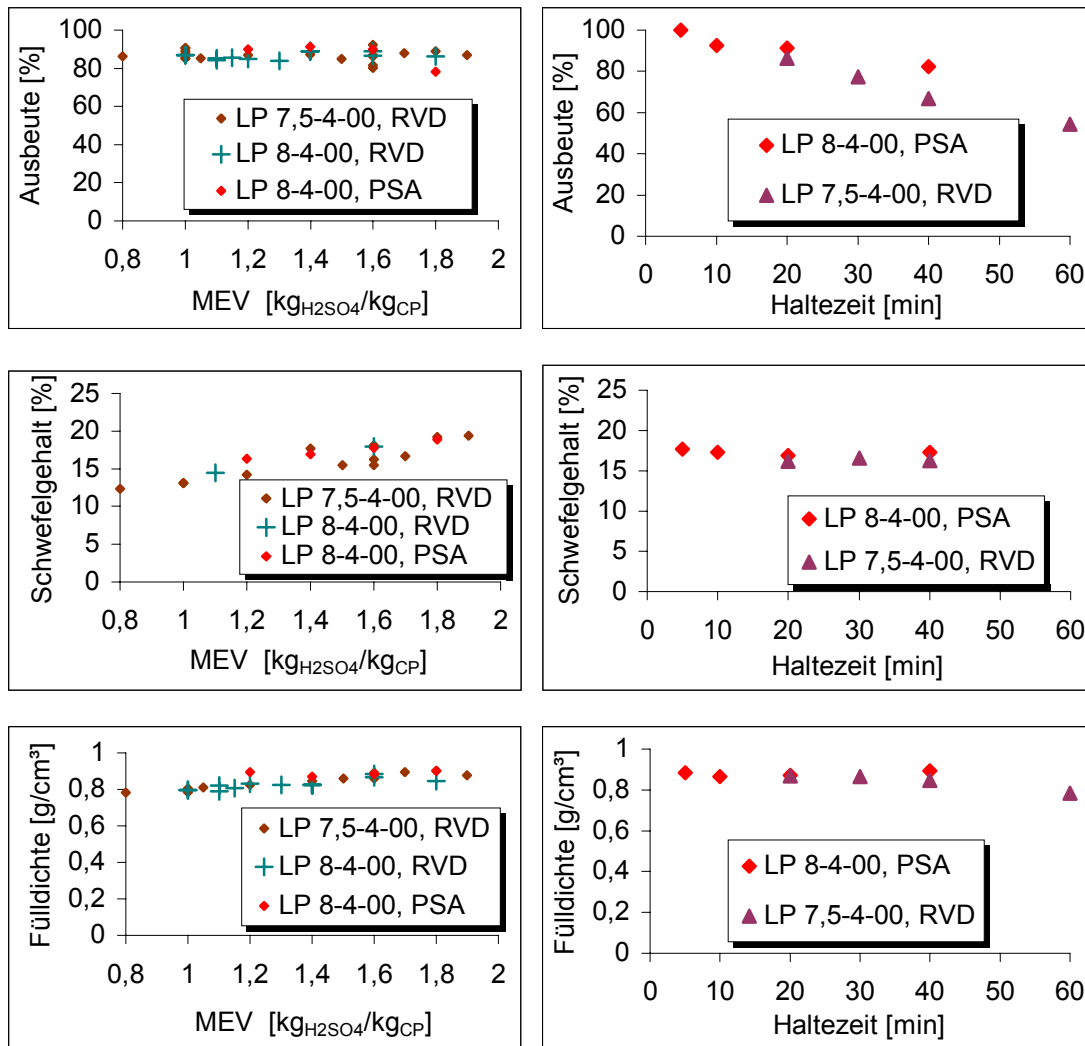 Ausbeute [%]
100
80
60
40
20
0
0,8 1 1,2 1,4 1,6 1,8 2
MEV [kgH2SO4/kgCP]
LP 7,5-4-00, RVD
LP 8-4-00, RVD
LP 8-4-00, PSA
Ausbeute [%]
100
80
60
40
20
0
0 10 20 30 40 50 60
Haltezeit [min]
LP 8-4-00, PSA
LP 7,5-4-00, RVD
Schwefelgehalt [%]
25
20
15
10
5
0
0,8 1 1,2 1,4 1,6 1,8 2
MEV [kgH2SO4/kgCP]
LP 7,5-4-00, RVD
LP 8-4-00, RVD
LP 8-4-00, PSA
Schwefelgehalt [%]
25
20
15
10
5
0
0 10 20 30 40 50 60
Haltezeit [min]
LP 8-4-00, PSA
LP 7,5-4-00, RVD
Fülldichte [g/cm³]
1
0,8
0,6
0,4
0,2
0
0,8 1 1,2 1,4 1,6 1,8 2
MEV [kgH2SO4/kgCP]
LP 7,5-4-00, RVD
LP 8-4-00, RVD
LP 8-4-00, PSA
Fülldichte [g/cm³]
1
0,8
0,6
0,4
0,2
0
0 10 20 30 40 50 60
Haltezeit [min]
LP 8-4-00, PSA
LP 7,5-4-00, RVD